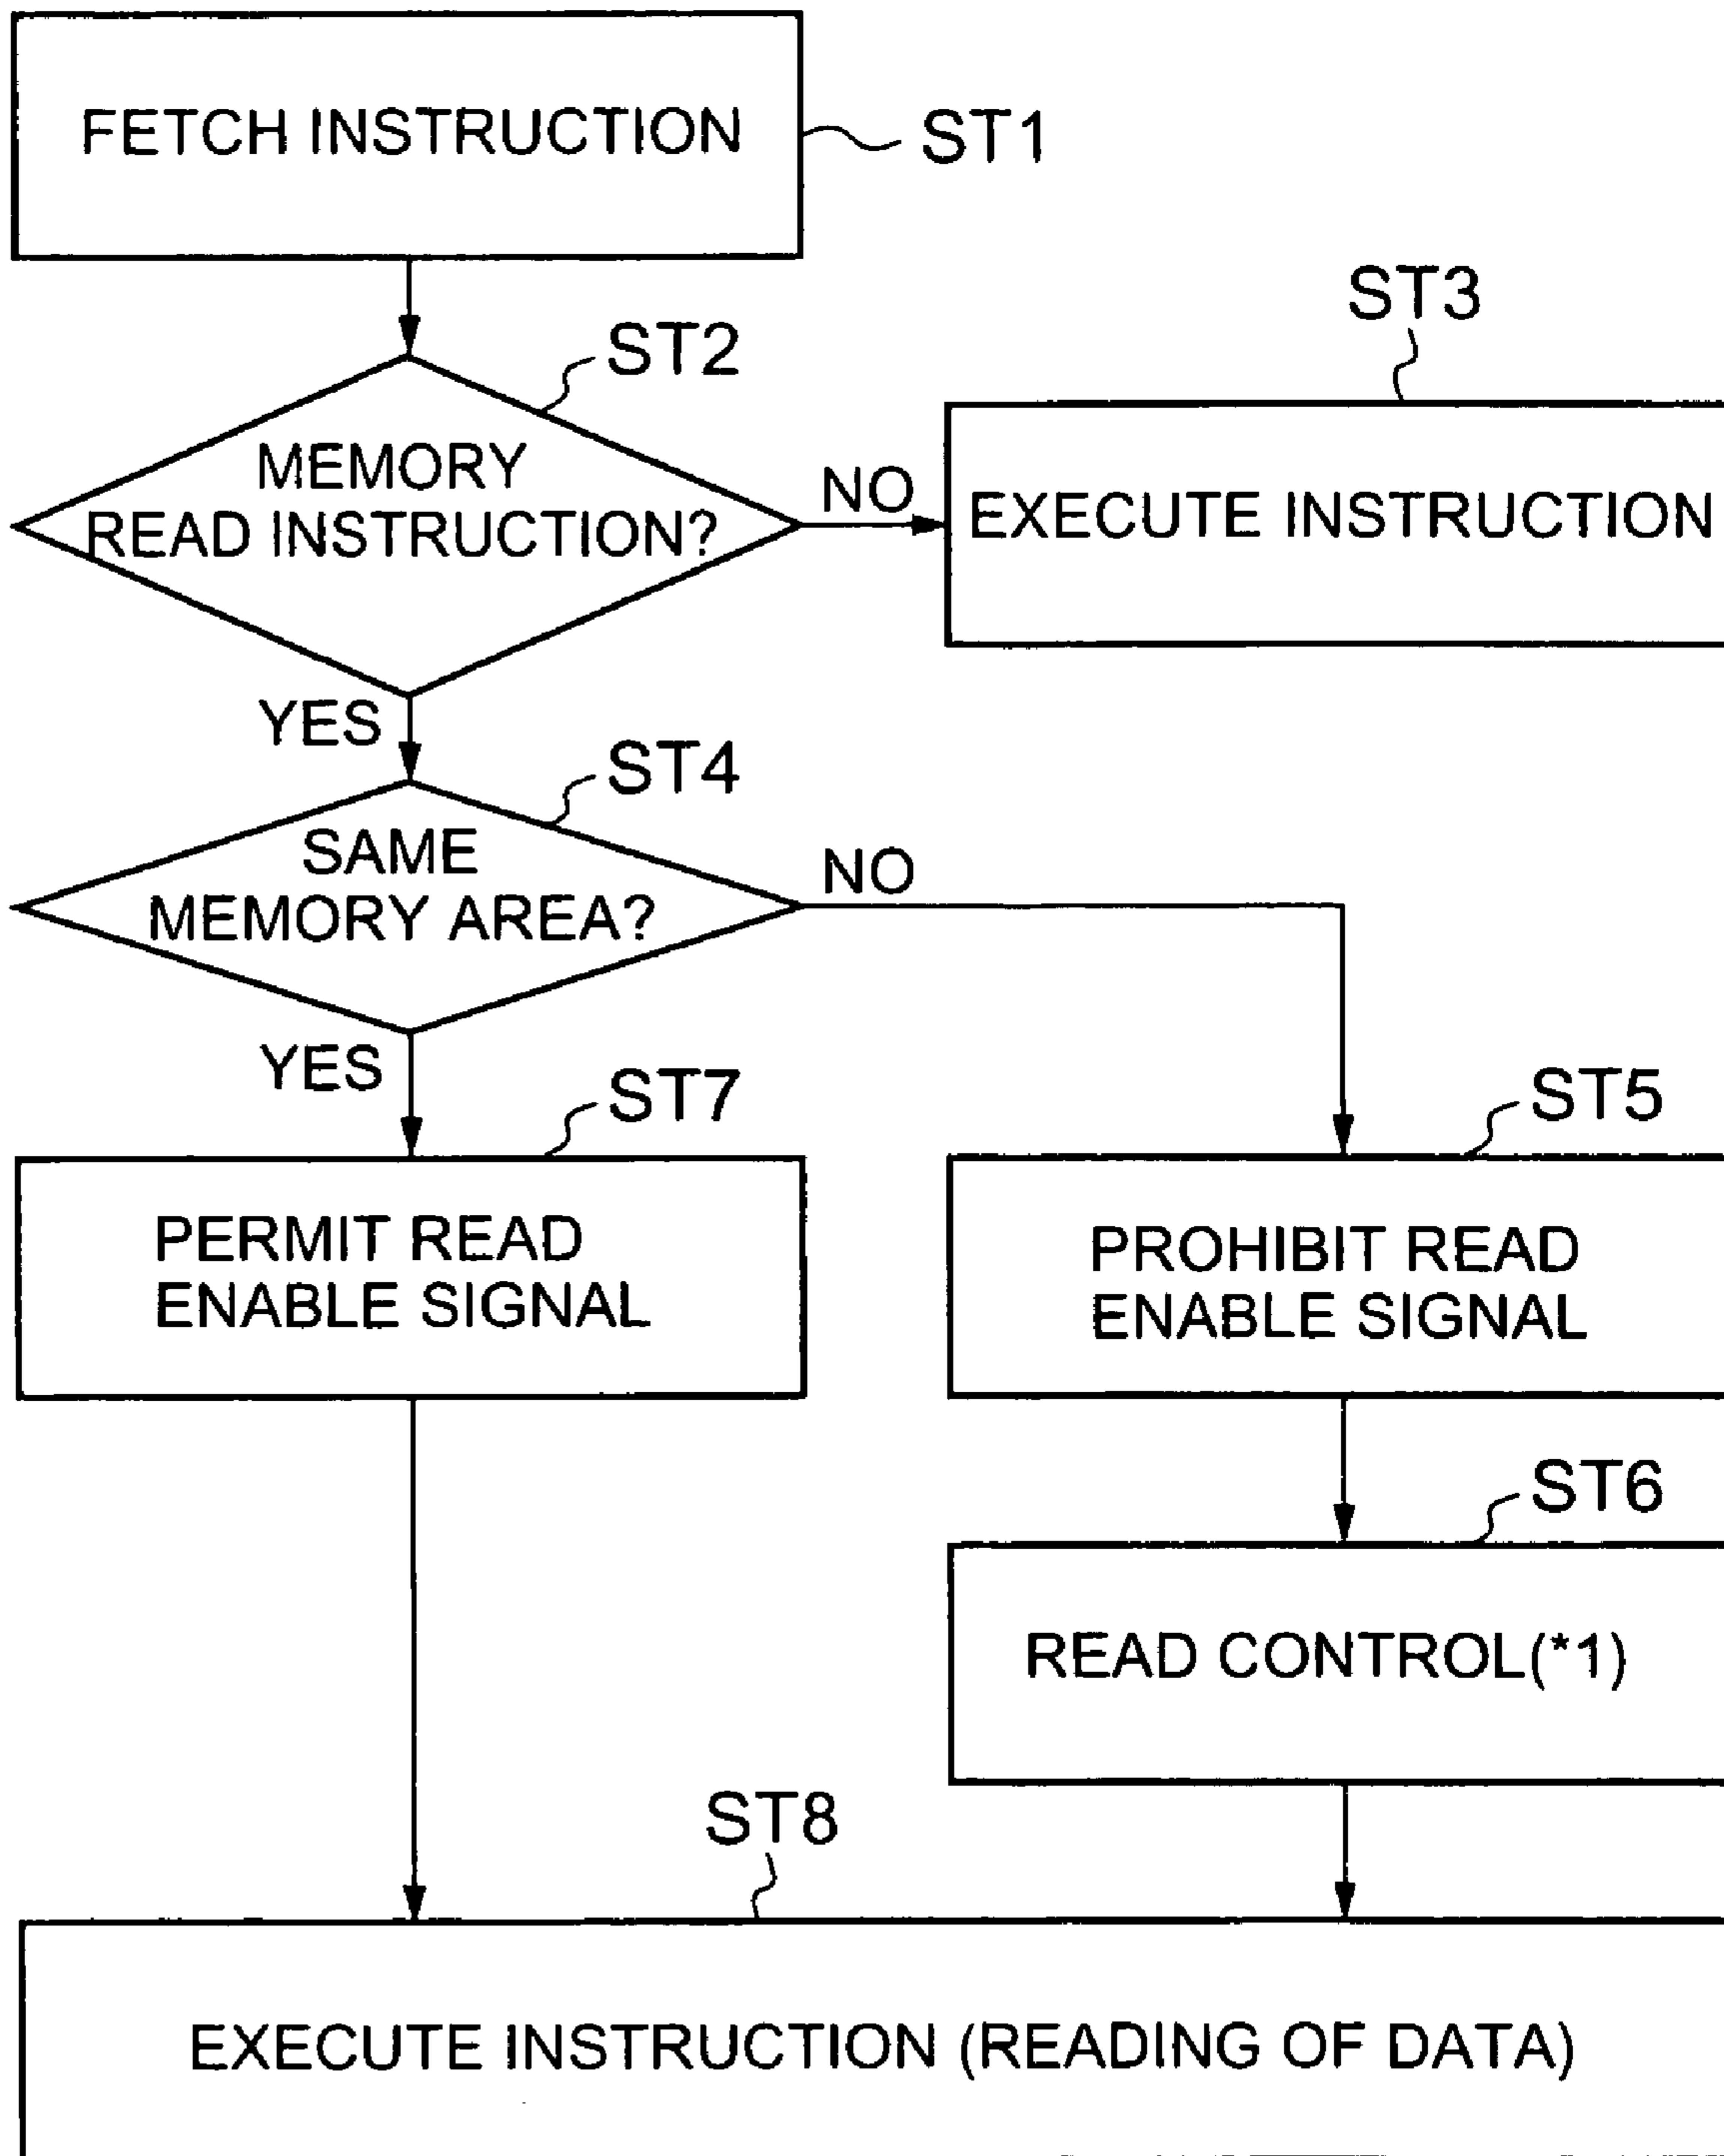 FETCH INSTRUCTION
ST1
ST2
MEMORY
READ INSTRUCTION?
NO
ST3
EXECUTE INSTRUCTION
YES
ST4
SAME
MEMORY AREA?
NO
YES
ST7
PERMIT READ
ENABLE SIGNAL
ST5
PROHIBIT READ
ENABLE SIGNAL
ST6
READ CONTROL(*1)
ST8
EXECUTE INSTRUCTION (READING OF DATA)